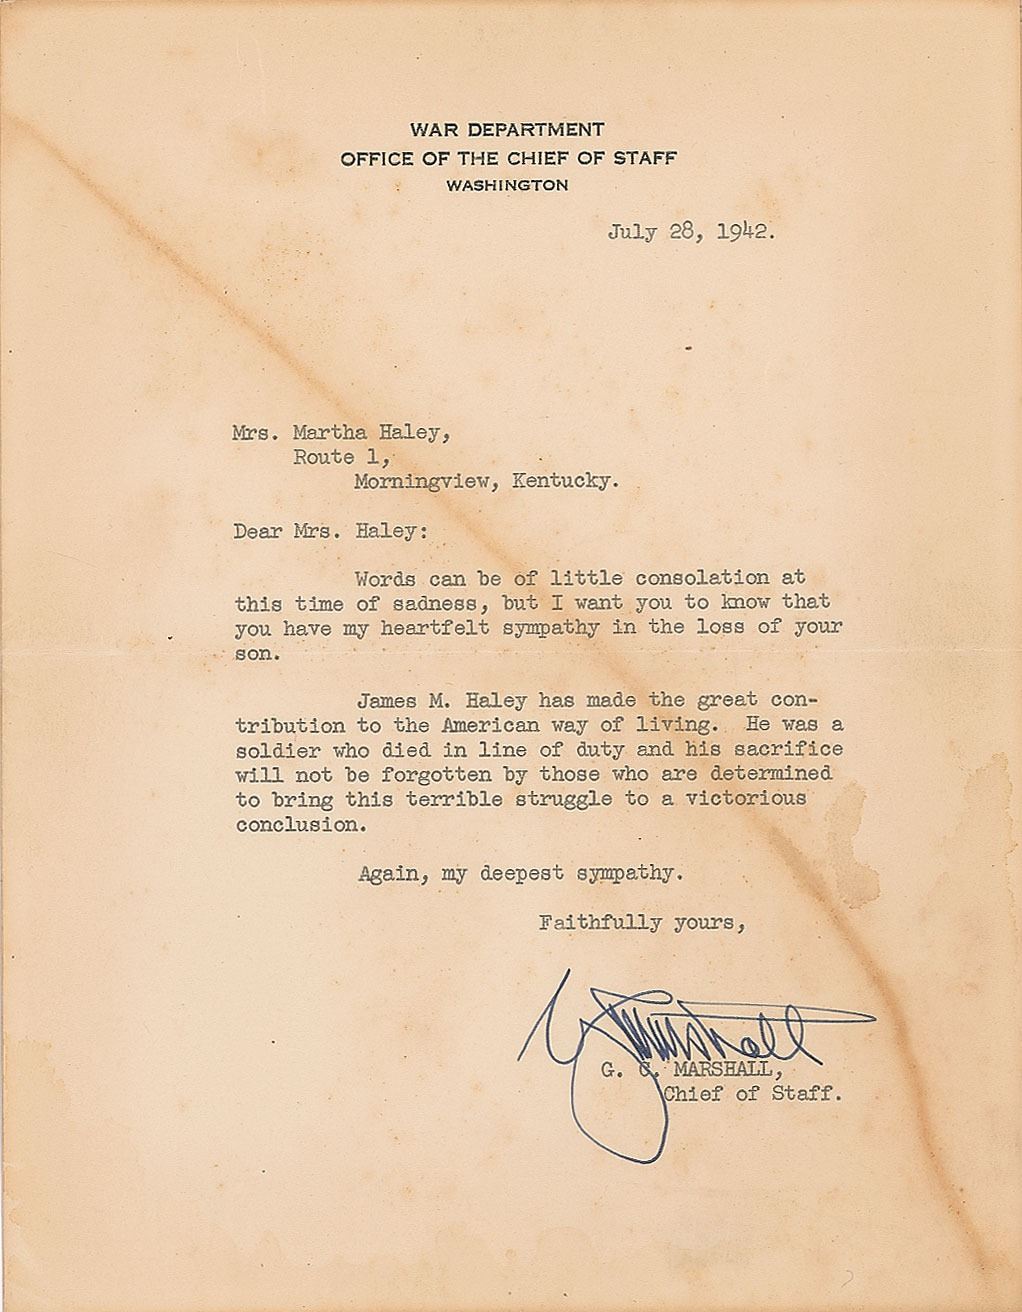 WAR DEPARTMENT
OFFICE OF THE CHIEF OF STAFF
WASHINGTON
July 28, 1942.
Mrs. Martha Haley,
Route 1,
Morningview, Kentucky.
Dear Mrs. Haley:
Words can be of little consolation at
this time of sadness, but I want you to know that
you have my heartfelt sympathy in the loss of your
son.
James M. Haley has made the great con-
tribution to the American way of living. He was a
soldier who died in line of duty and his sacrifice
will not be forgotten by those who are determined
to bring this terrible struggle to a victorious
conclusion.
Again, my deepest sympathy.
Faithfully yours,
G. C. Marshall
G. C. MARSHALL,
Chief of Staff.